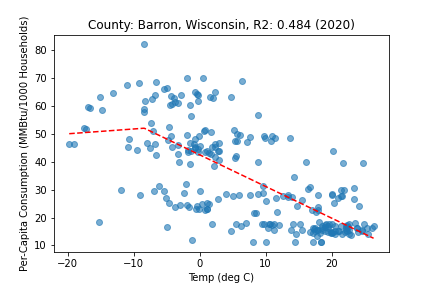 County: Barron, Wisconsin, R2: 0.484 (2020)
Per-Capita Consumption (MMBtu/1000 Households)
80
70
60
50
40
30
20
10
−20 −10 0 10 20
Temp (deg C)